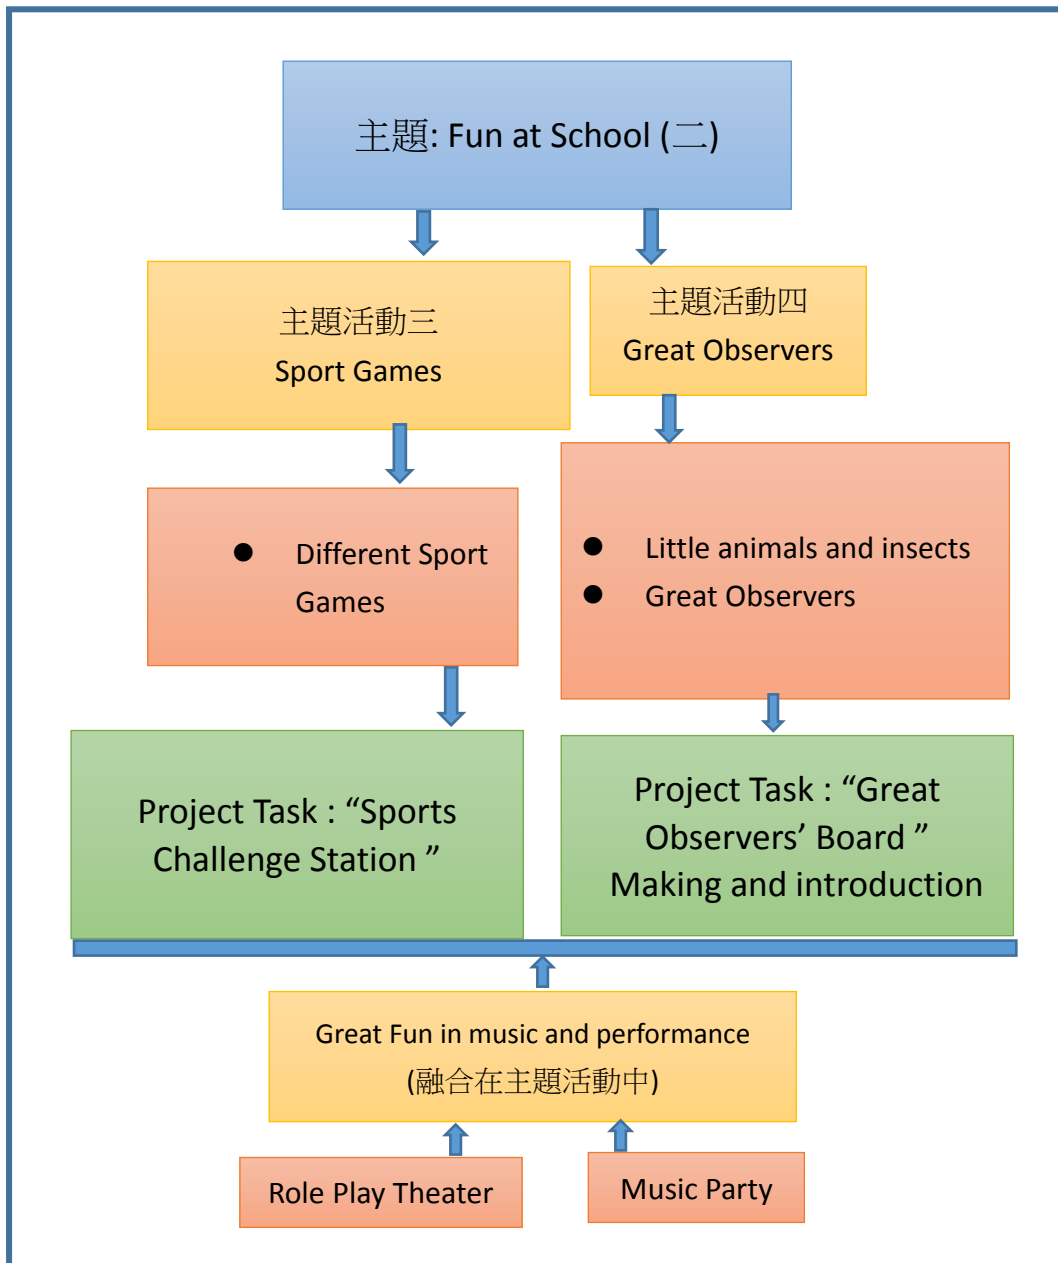 主題: Fun at School (二)
主題活動三
Sport Games
主題活動四
Great Observers
● Different Sport
Games
● Little animals and insects
● Great Observers
Project Task : “Sports
Challenge Station ”
Project Task : “Great
Observers’ Board ”
Making and introduction
Great Fun in music and performance
(融合在主題活動中)
Role Play Theater
Music Party